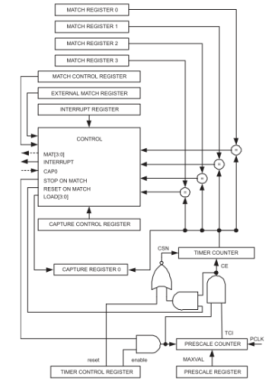 MATCH REGISTER 0
MATCH REGISTER 1
MATCH REGISTER 2
MATCH REGISTER 3
MATCH CONTROL REGISTER
EXTERNAL MATCH REGISTER
INTERRUPT REGISTER
CONTROL
=
=
=
=
MAT[3:0]
INTERRUPT
CAP0
STOP ON MATCH
RESET ON MATCH
LOAD[3:0]
CAPTURE CONTROL REGISTER
CSN
TIMER COUNTER
CAPTURE REGISTER 0
CE
TCI
PCLK
PRESCALE COUNTER
reset
enable
MAXVAL
TIMER CONTROL REGISTER
PRESCALE REGISTER